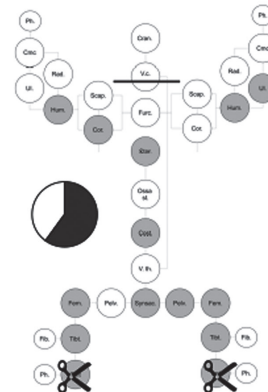 Ph.
Ph.
Cran.
Cmc
Cmc
Rad.
V.c.
Rad.
Ul.
Scap.
Scap.
Ul.
Hum.
Furc.
Hum.
Cor.
Cor.
Ster.
Ossa
st.
Cost.
V. th.
Fem.
Pelv.
Synsac.
Pelv.
Fem.
Fib.
Tibt.
Tibt.
Fib.
Ph.
Ph.